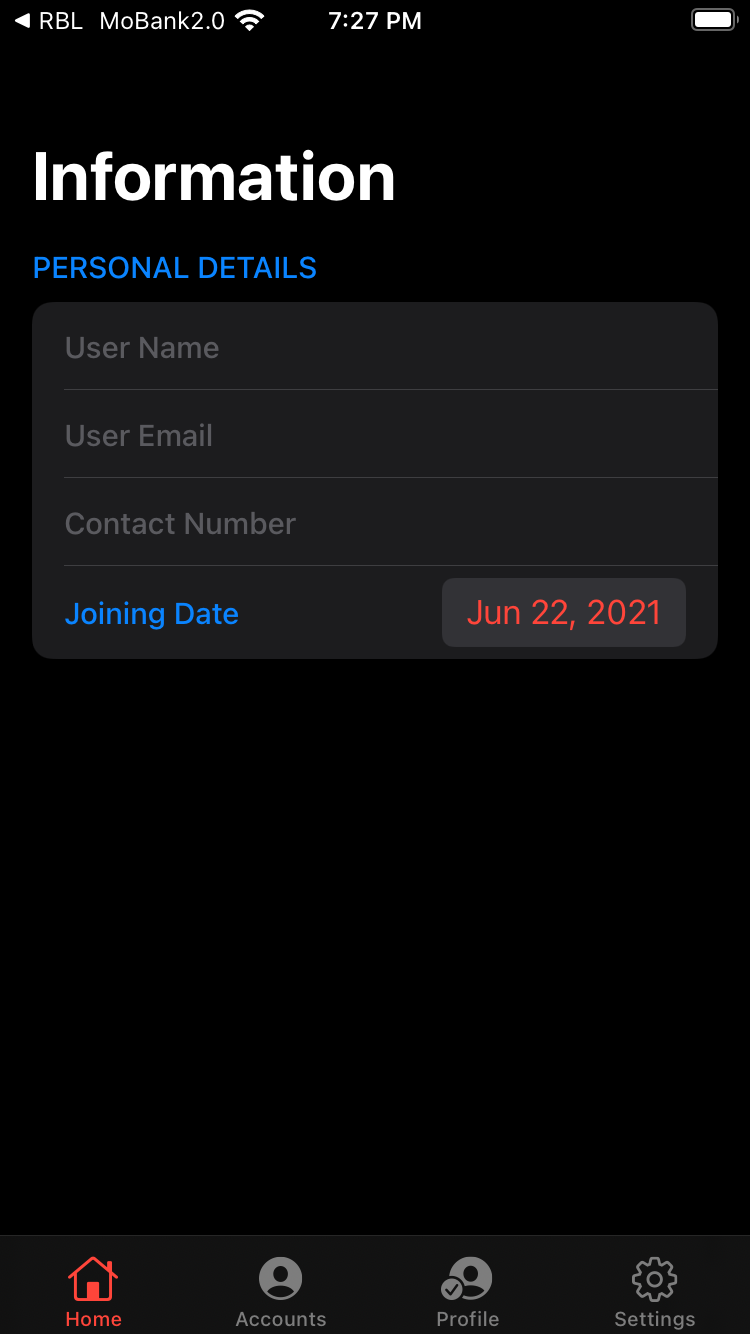 ◀ RBL MoBank2.0 7:27 PM
Information
PERSONAL DETAILS
User Name
User Email
Contact Number
Joining Date Jun 22, 2021
Home Accounts Profile Settings